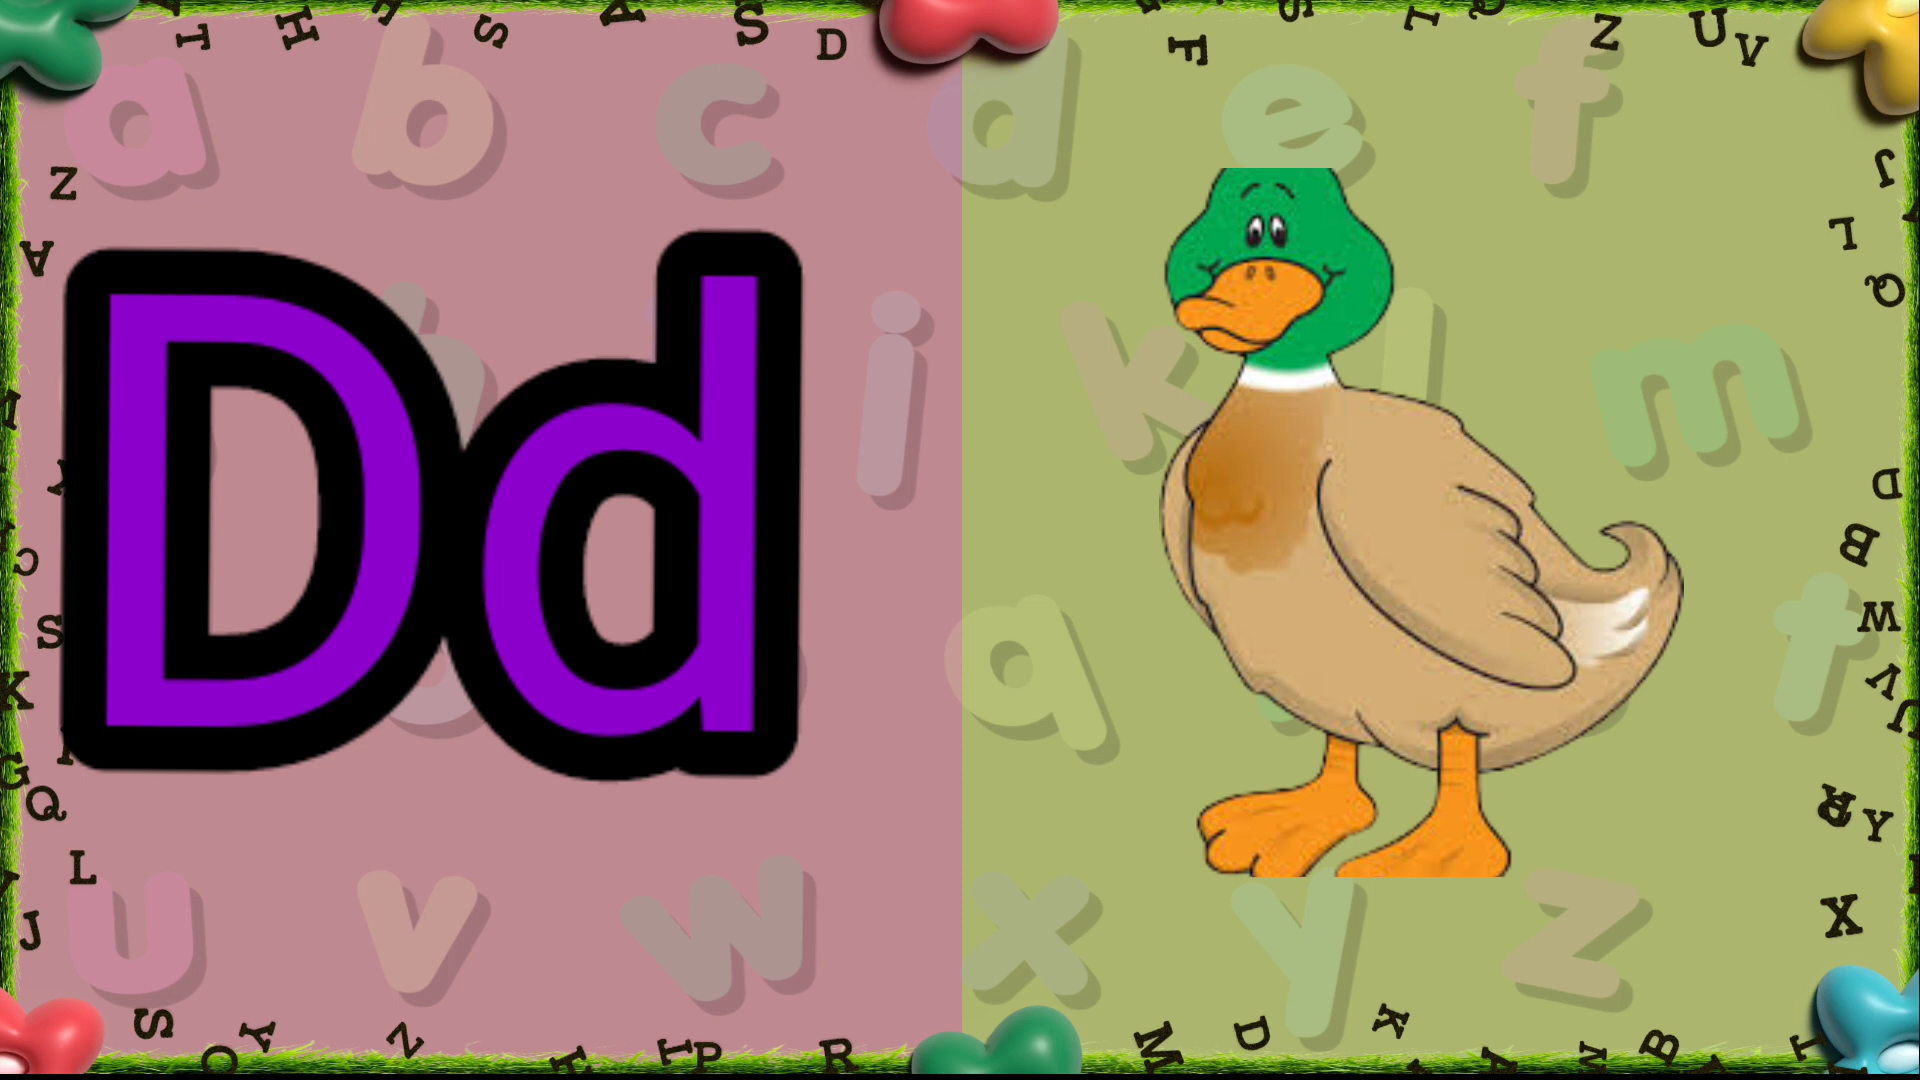 Dd
a b c d e f
i k l m
q t
u v w x y z
T H S S D F L Z U V
Z
A
J
L
Q
D
B
W
V
S
K
G
Q
R Y
L
J
X
S Y Z P R M D K B